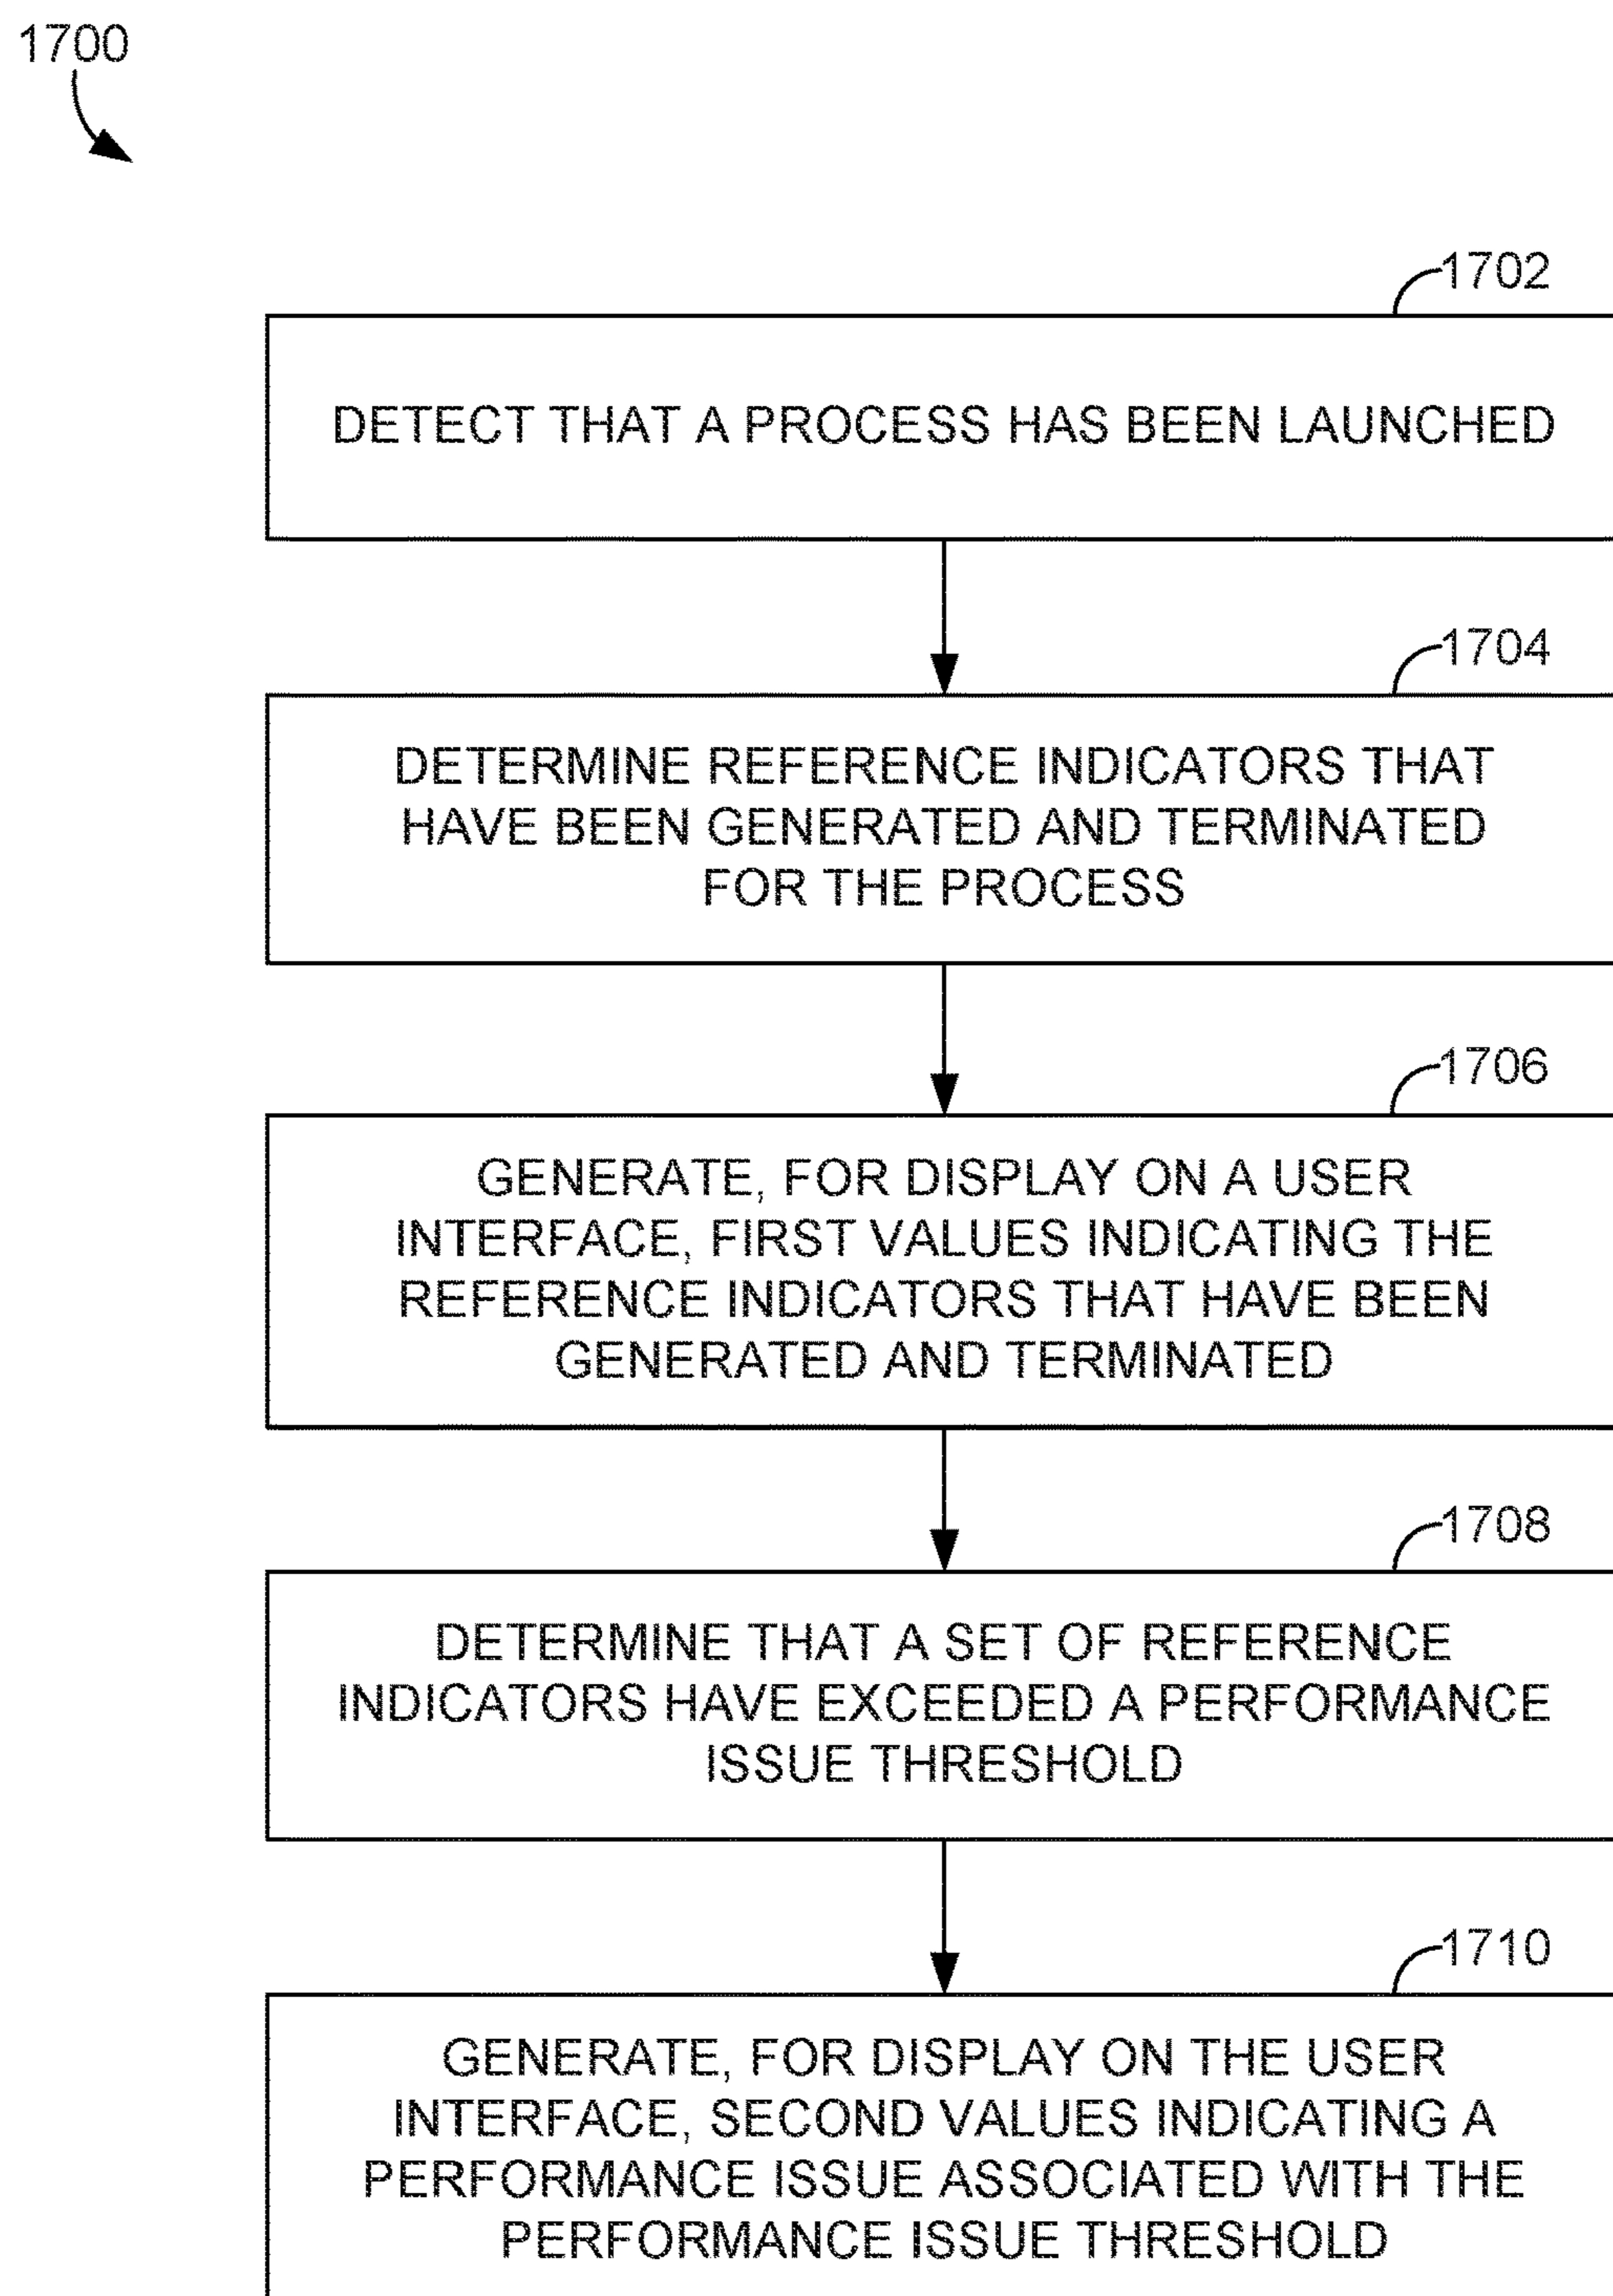 1700
1702
DETECT THAT A PROCESS HAS BEEN LAUNCHED
1704
DETERMINE REFERENCE INDICATORS THAT
HAVE BEEN GENERATED AND TERMINATED
FOR THE PROCESS
1706
GENERATE, FOR DISPLAY ON A USER
INTERFACE, FIRST VALUES INDICATING THE
REFERENCE INDICATORS THAT HAVE BEEN
GENERATED AND TERMINATED
1708
DETERMINE THAT A SET OF REFERENCE
INDICATORS HAVE EXCEEDED A PERFORMANCE
ISSUE THRESHOLD
1710
GENERATE, FOR DISPLAY ON THE USER
INTERFACE, SECOND VALUES INDICATING A
PERFORMANCE ISSUE ASSOCIATED WITH THE
PERFORMANCE ISSUE THRESHOLD